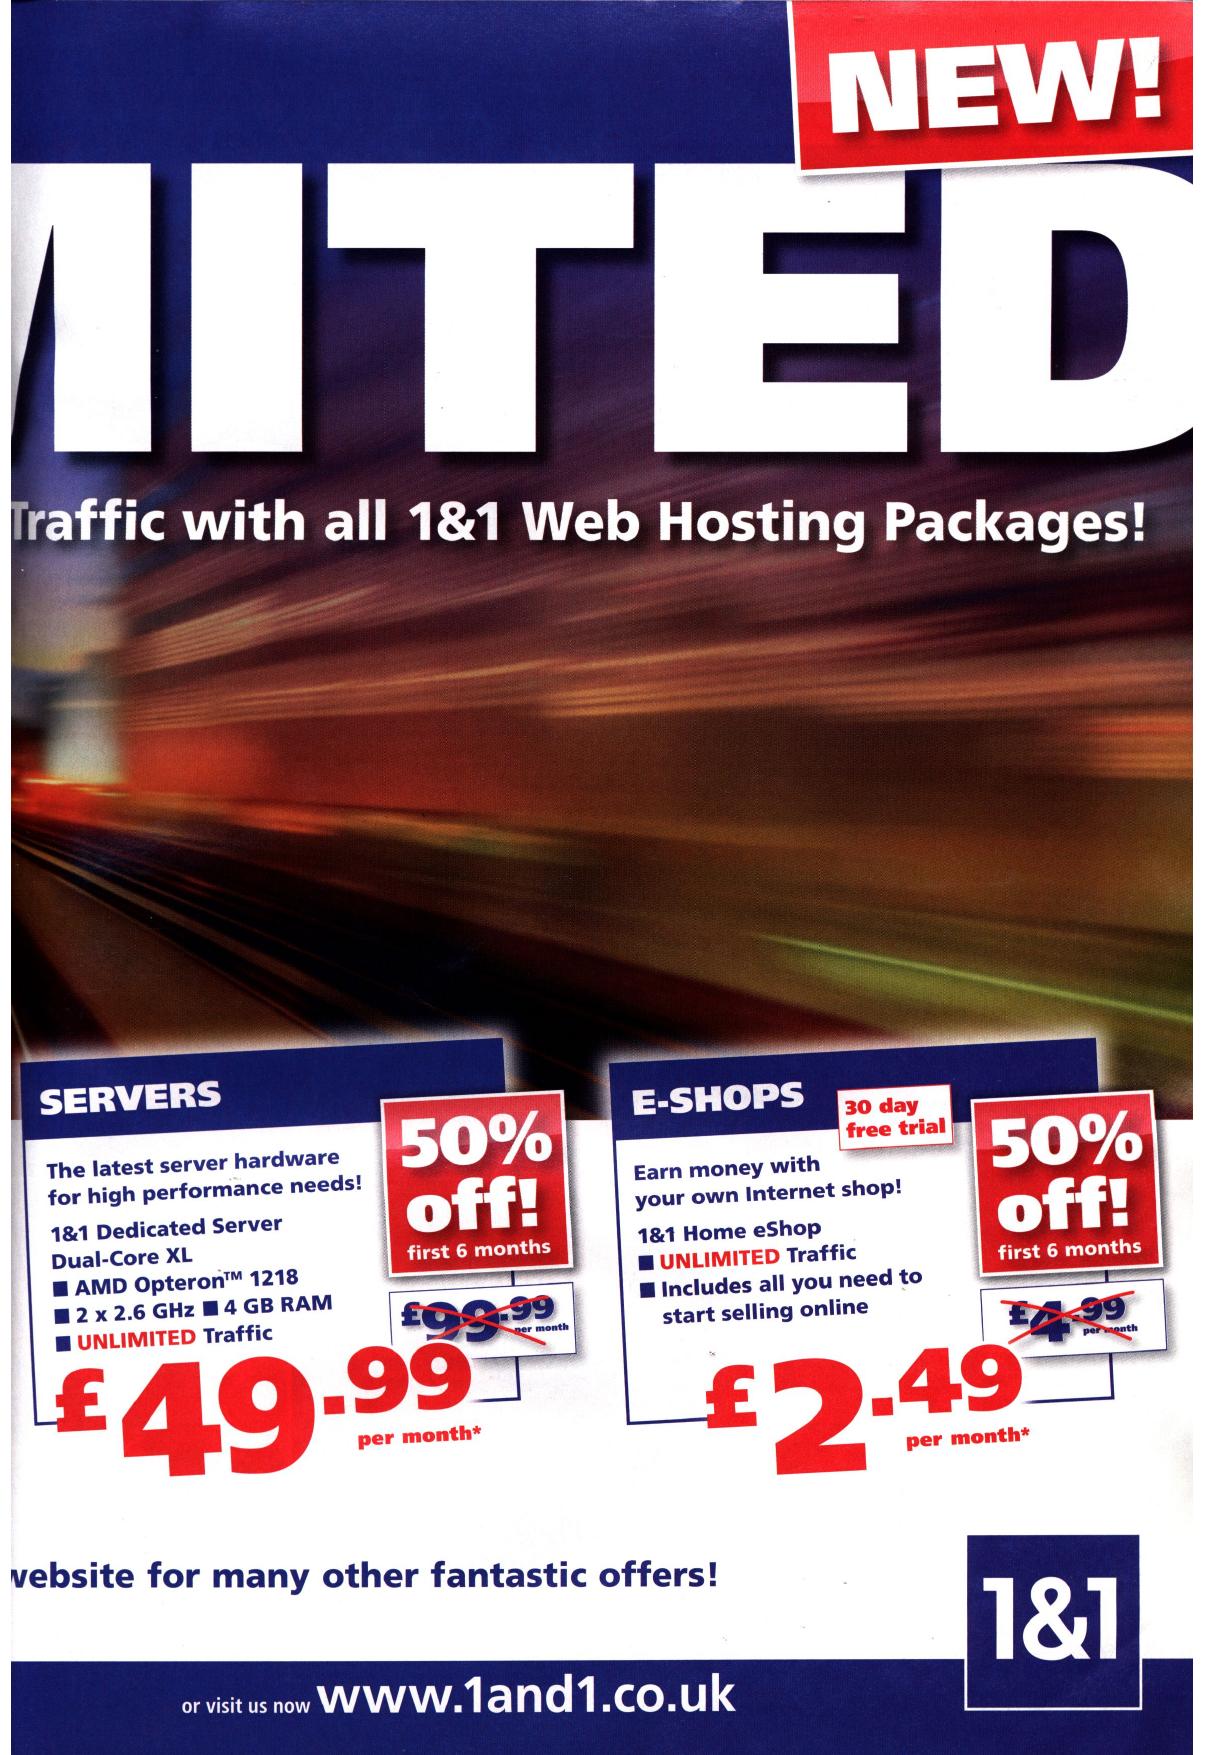 NEW!
MITED
Traffic with all 1&1 Web Hosting Packages!
SERVERS
50%
off!
first 6 months
The latest server hardware
for high performance needs!
1&1 Dedicated Server
Dual-Core XL
■ AMD Opteron™ 1218
■ 2 x 2.6 GHz ■ 4 GB RAM
■ UNLIMITED Traffic
£99.99
per month
£49.99
per month*
E-SHOPS
30 day
free trial
50%
off!
first 6 months
Earn money with
your own Internet shop!
1&1 Home eShop
■ UNLIMITED Traffic
■ Includes all you need to
start selling online
£4.99
per month
£2.49
per month*
website for many other fantastic offers!
1&1
or visit us now www.1and1.co.uk